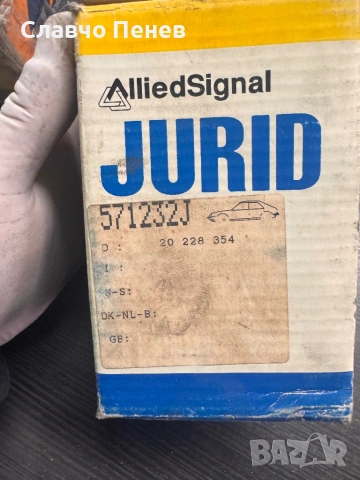 Славчо Пенев
AlliedSignal
JURID
571232J
D : 20 228 354
I :
N-S:
DK-NL-B:
GB:
BAZAR